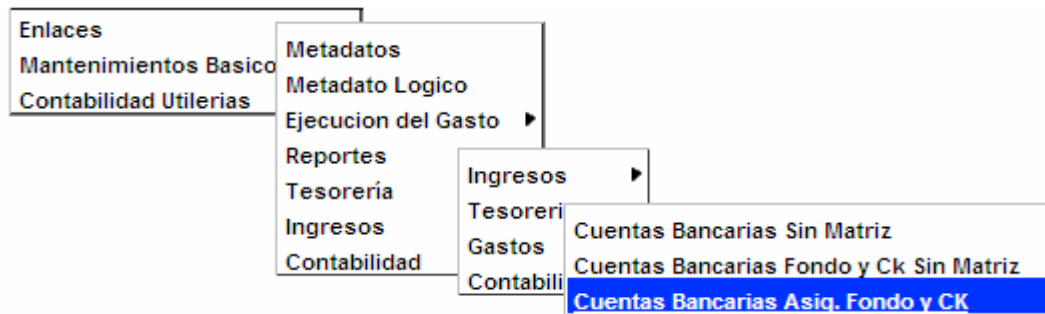 Enlaces
Mantenimientos Basico
Contabilidad Utilerias
Metadatos
Metadato Logico
Ejecucion del Gasto
Reportes
Tesorería
Ingresos
Contabilidad
Ingresos
Tesoreri
Gastos
Contabili
Cuentas Bancarias Sin Matriz
Cuentas Bancarias Fondo y Ck Sin Matriz
Cuentas Bancarias Asig. Fondo y CK